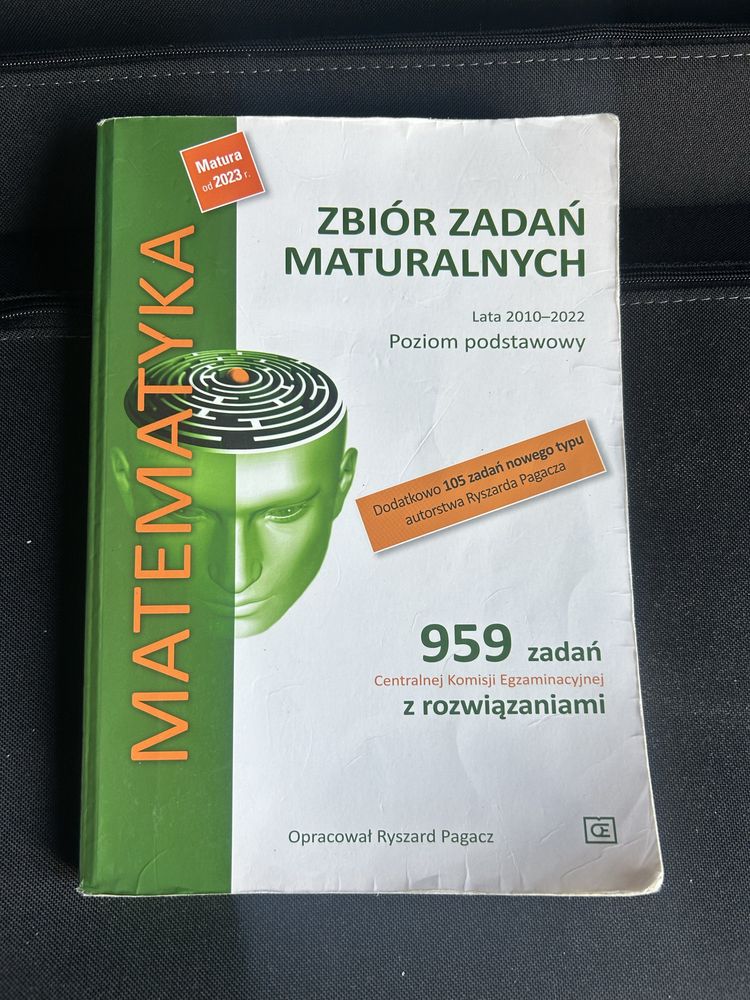 Matura
od 2023 r.
MATEMATYKA
ZBIÓR ZADAŃ
MATURALNYCH
Lata 2010–2022
Poziom podstawowy
Dodatkowo 105 zadań nowego typu
autorstwa Ryszarda Pagacza
959 zadań
Centralnej Komisji Egzaminacyjnej
z rozwiązaniami
Opracował Ryszard Pagacz
OE